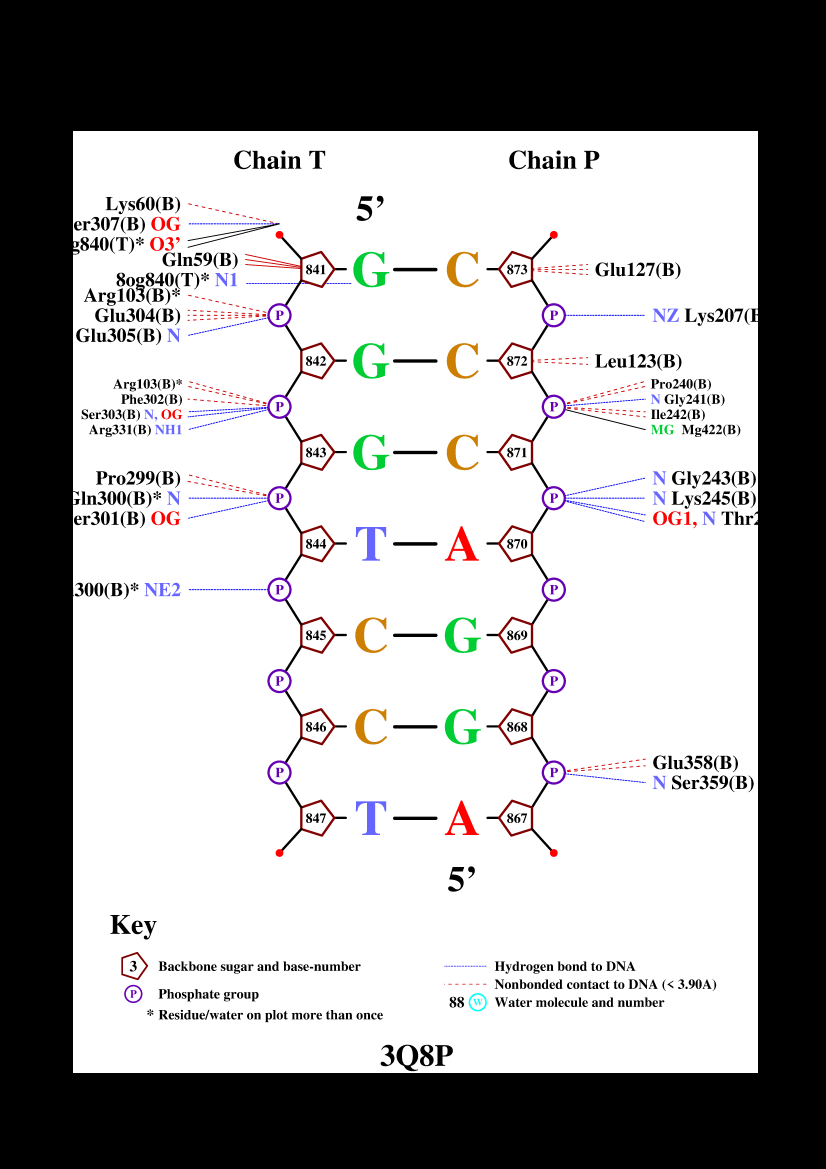 Chain T Chain P
5’
Lys60(B)
er307(B) OG
g840(T)* O3’
Gln59(B)
841 G C 873 Glu127(B)
8og840(T)* N1
Arg103(B)*
Glu304(B) P P NZ Lys207(
Glu305(B) N
842 G C 872 Leu123(B)
Arg103(B)* Pro240(B)
Phe302(B) P P N Gly241(B)
Ser303(B) N, OG Ile242(B)
Arg331(B) NH1 MG Mg422(B)
843 G C 871
Pro299(B) N Gly243(B)
Gln300(B)* N P P N Lys245(B)
er301(B) OG OG1, N Thr2
844 T A 870
300(B)* NE2 P P
845 C G 869
P P
846 C G 868
Glu358(B)
P P N Ser359(B)
847 T A 867
5’
Key
3 Backbone sugar and base-number Hydrogen bond to DNA
P Phosphate group Nonbonded contact to DNA (< 3.90A)
* Residue/water on plot more than once 88 W Water molecule and number
3Q8P